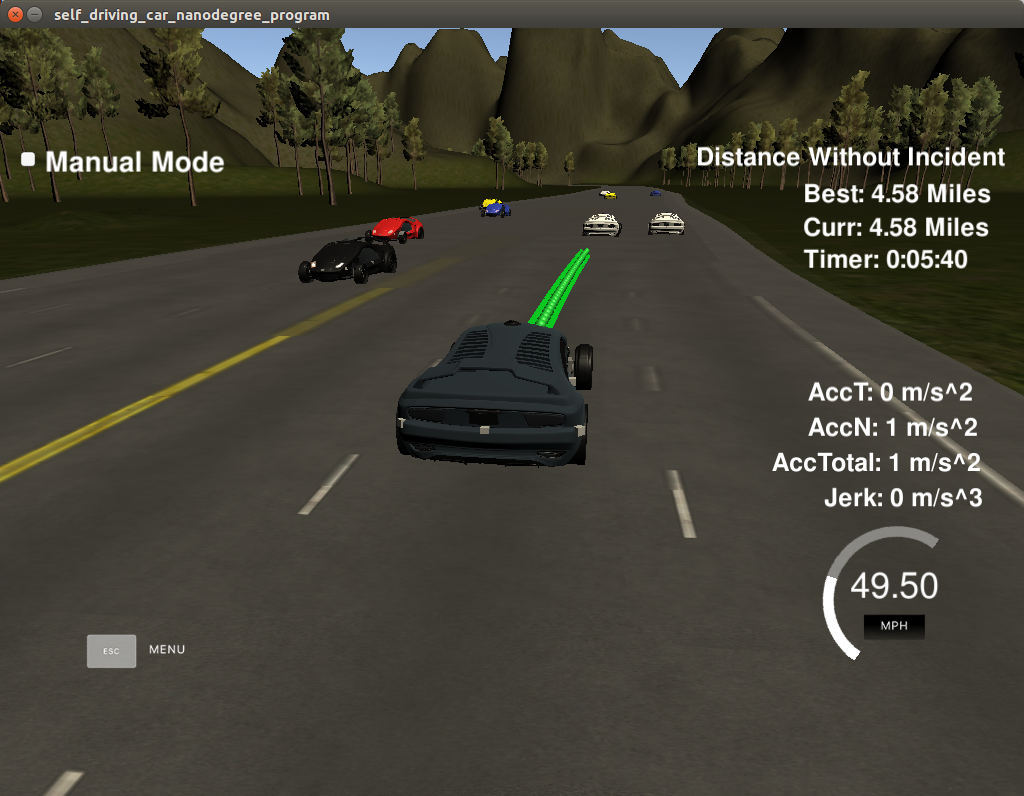 self_driving_car_nanodegree_program
Manual Mode
Distance Without Incident
Best: 4.58 Miles
Curr: 4.58 Miles
Timer: 0:05:40
AccT: 0 m/s^2
AccN: 1 m/s^2
AccTotal: 1 m/s^2
Jerk: 0 m/s^3
49.50
MPH
ESC MENU